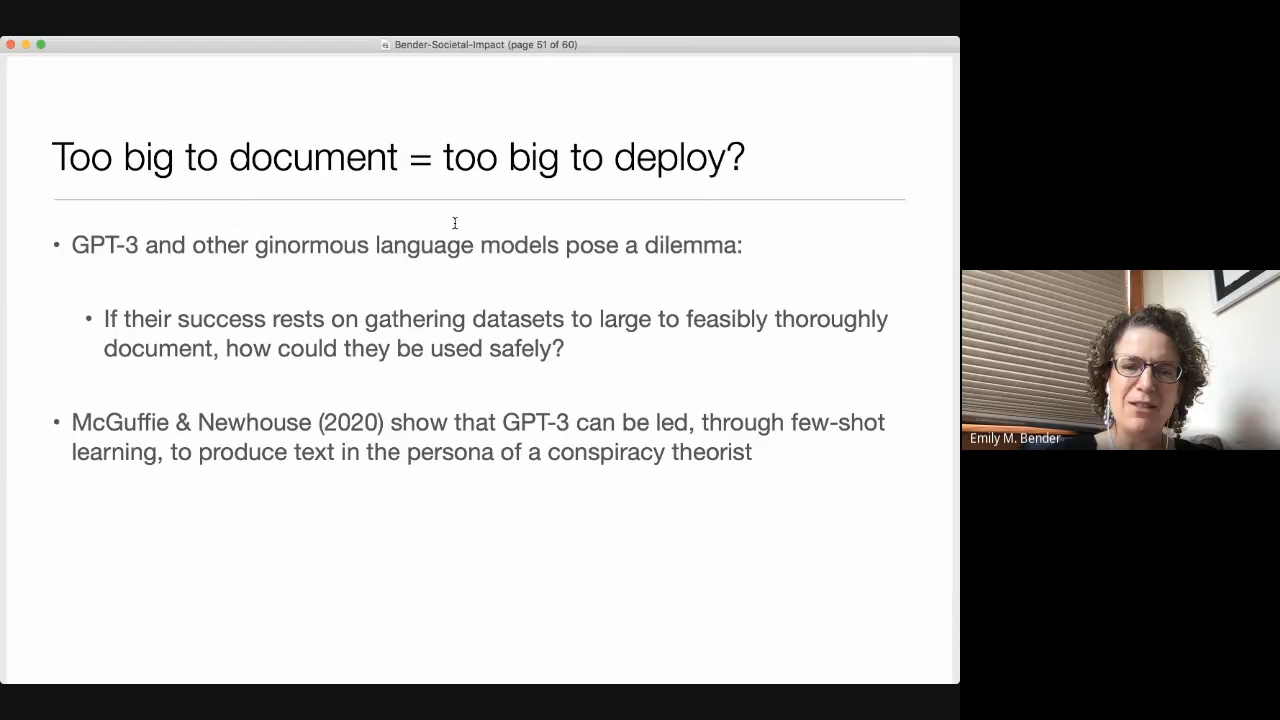 Bender-Societal-Impact (page 51 of 60)
Too big to document = too big to deploy?
• GPT-3 and other ginormous language models pose a dilemma:
• If their success rests on gathering datasets to large to feasibly thoroughly
document, how could they be used safely?
• McGuffie & Newhouse (2020) show that GPT-3 can be led, through few-shot
learning, to produce text in the persona of a conspiracy theorist
Emily M. Bender